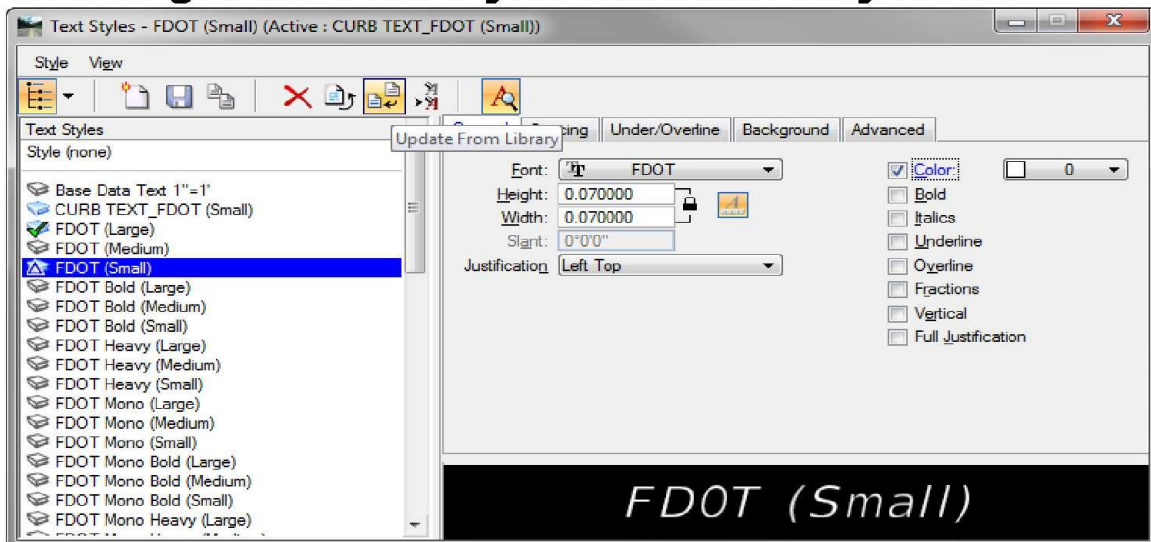 Text Styles - FDOT (Small) (Active : CURB TEXT_FDOT (Small))
Style View
Text Styles
Update From Library
cing Under/Overline Background Advanced
Style (none)
Base Data Text 1"=1'
CURB TEXT_FDOT (Small)
FDOT (Large)
FDOT (Medium)
FDOT (Small)
FDOT Bold (Large)
FDOT Bold (Medium)
FDOT Bold (Small)
FDOT Heavy (Large)
FDOT Heavy (Medium)
FDOT Heavy (Small)
FDOT Mono (Large)
FDOT Mono (Medium)
FDOT Mono (Small)
FDOT Mono Bold (Large)
FDOT Mono Bold (Medium)
FDOT Mono Bold (Small)
FDOT Mono Heavy (Large)
Font: FDOT
Height: 0.070000
Width: 0.070000
Slant: 0°0'0"
Justification Left Top
Color: 0
Bold
Italics
Underline
Overline
Fractions
Vertical
Full Justification
FDOT (Small)